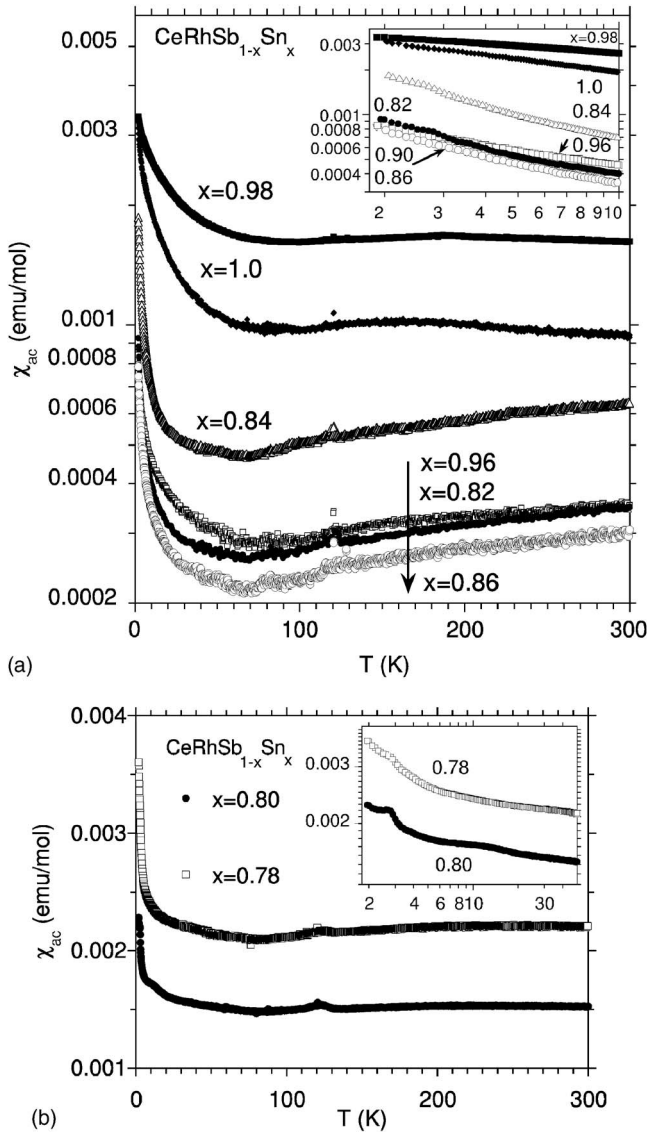 0.005
CeRhSb1-xSnx
0.003
x=0.98
x=1.0
0.001
0.0008
0.0006
x=0.84
0.0004
x=0.96
x=0.82
x=0.86
0.0002
0 100 200 300
T (K)
χac (emu/mol)
(a)
0.003
x=0.98
1.0
0.84
0.82
0.001
0.0008
0.0006
0.0004
0.90
0.86
0.96
2 3 4 5 6 7 8 9 10
0.004
CeRhSb1-xSnx
x=0.80
x=0.78
0.003
0.002
0.001
0 100 200 300
T (K)
χac (emu/mol)
(b)
0.003
0.002
0.78
0.80
2 4 6 8 10 30